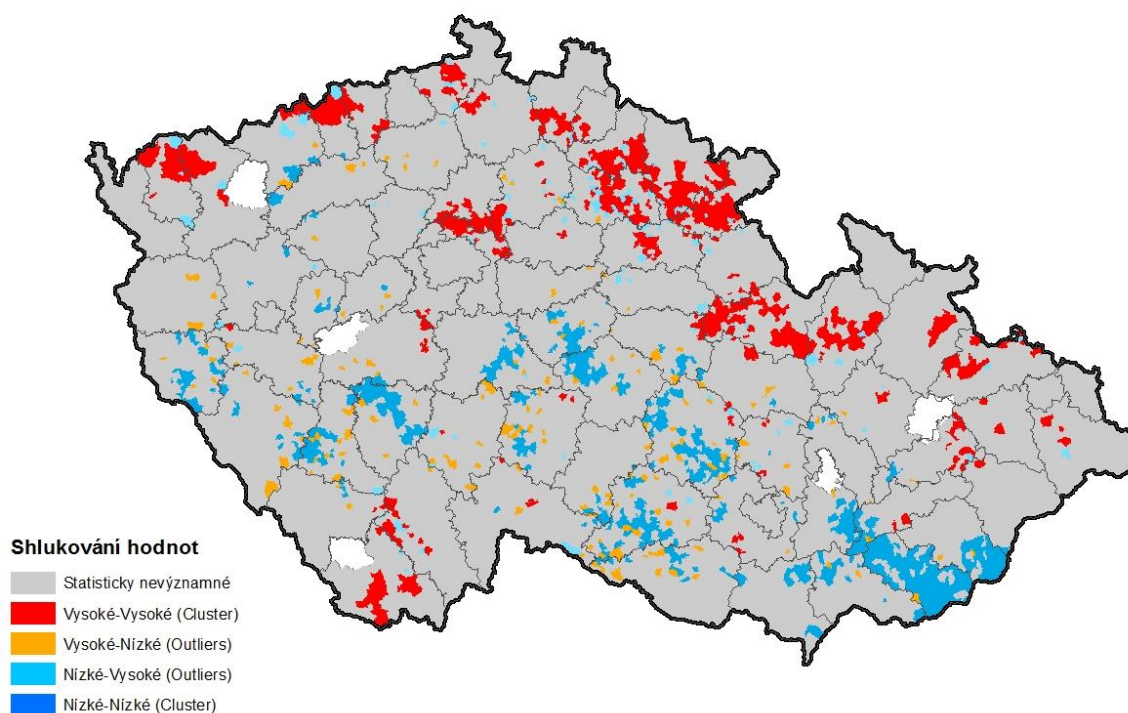 Shlukování hodnot
Statisticky nevýznamné
Vysoké-Vysoké (Cluster)
Vysoké-Nízké (Outliers)
Nízké-Vysoké (Outliers)
Nízké-Nízké (Cluster)